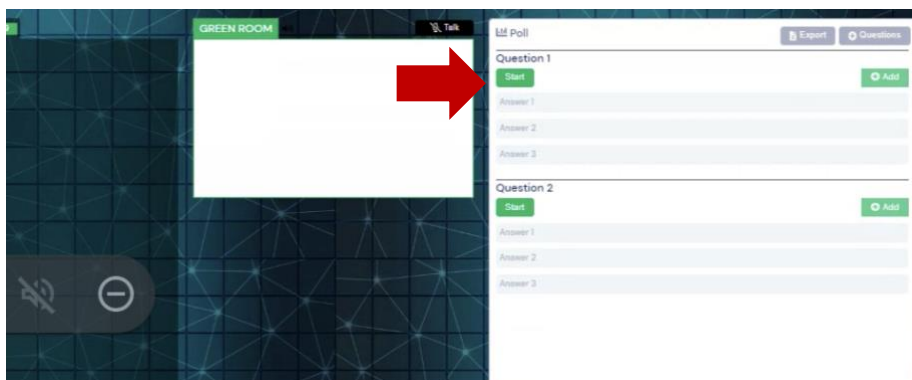 GREEN ROOM
Talk
Poll
Export
Questions
Question 1
Start
Add
Answer 1
Answer 2
Answer 3
Question 2
Start
Add
Answer 1
Answer 2
Answer 3